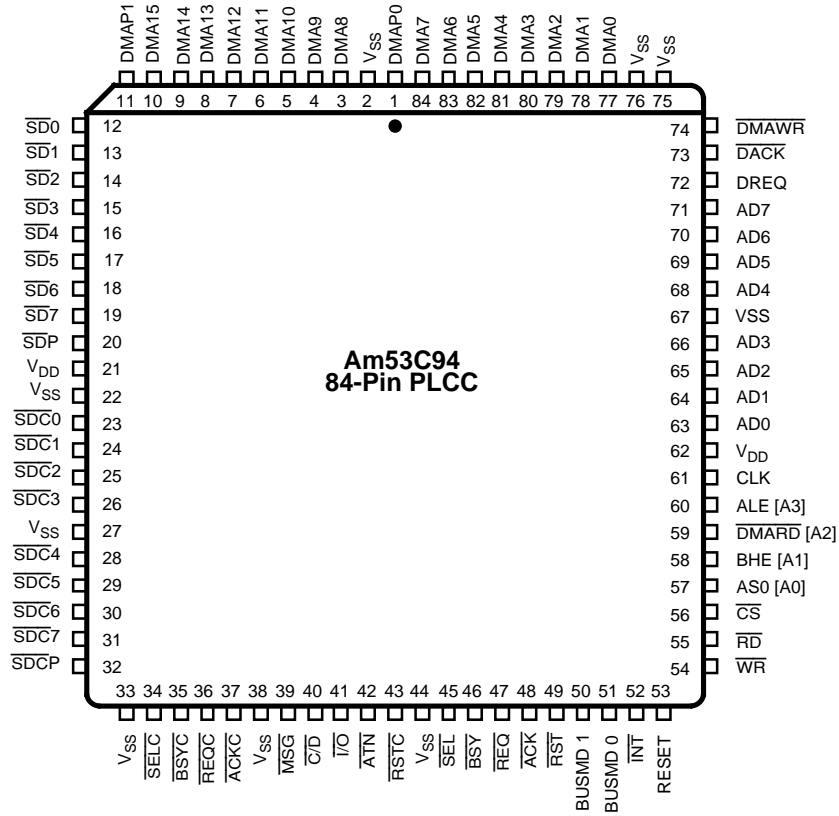 DMAP1 DMA15 DMA14 DMA13 DMA12 DMA11 DMA10 DMA9 DMA8 VSS DMAP0 DMA7 DMA6 DMA5 DMA4 DMA3 DMA2 DMA1 DMA0 VSS VSS
11 10 9 8 7 6 5 4 3 2 1 84 83 82 81 80 79 78 77 76 75
SD0 12 74 DMAWR
SD1 13 73 DACK
SD2 14 72 DREQ
SD3 15 71 AD7
SD4 16 70 AD6
SD5 17 69 AD5
SD6 18 68 AD4
SD7 19 67 VSS
SDP 20 66 AD3
VDD 21 65 AD2
VSS 22 64 AD1
SDC0 23 63 AD0
SDC1 24 62 VDD
SDC2 25 61 CLK
SDC3 26 60 ALE [A3]
VSS 27 59 DMARD [A2]
SDC4 28 58 BHE [A1]
SDC5 29 57 AS0 [A0]
SDC6 30 56 CS
SDC7 31 55 RD
SDCP 32 54 WR
Am53C94
84-Pin PLCC
33 34 35 36 37 38 39 40 41 42 43 44 45 46 47 48 49 50 51 52 53
VSS SELC BSYC REQC ACKC VSS MSG C/D I/O ATN RSTC VSS SEL BSY REQ ACK RST BUSMD 1 BUSMD 0 INT RESET